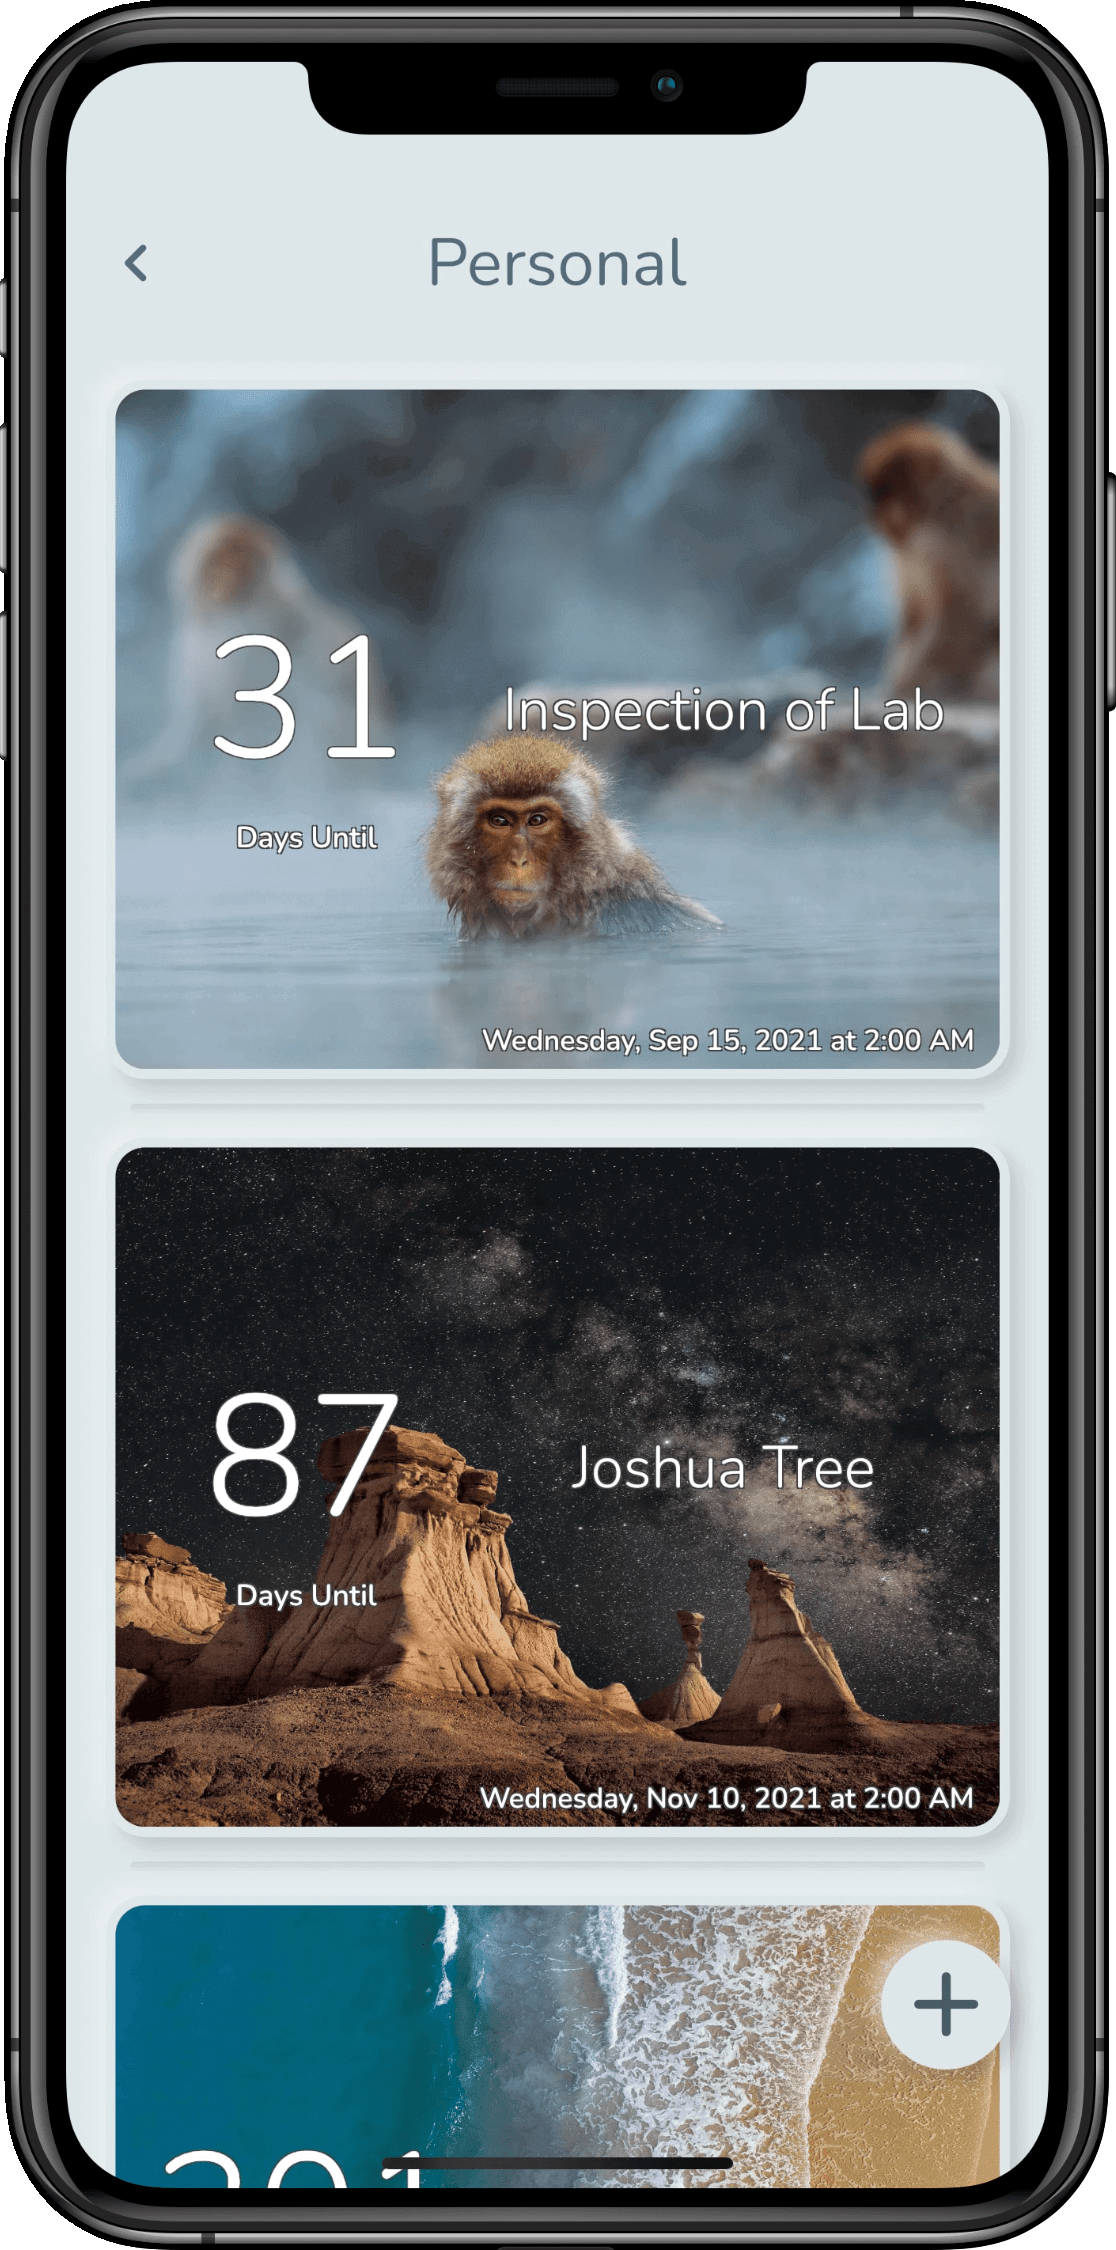 Personal
31
Inspection of Lab
Days Until
Wednesday, Sep 15, 2021 at 2:00 AM
87
Joshua Tree
Days Until
Wednesday, Nov 10, 2021 at 2:00 AM